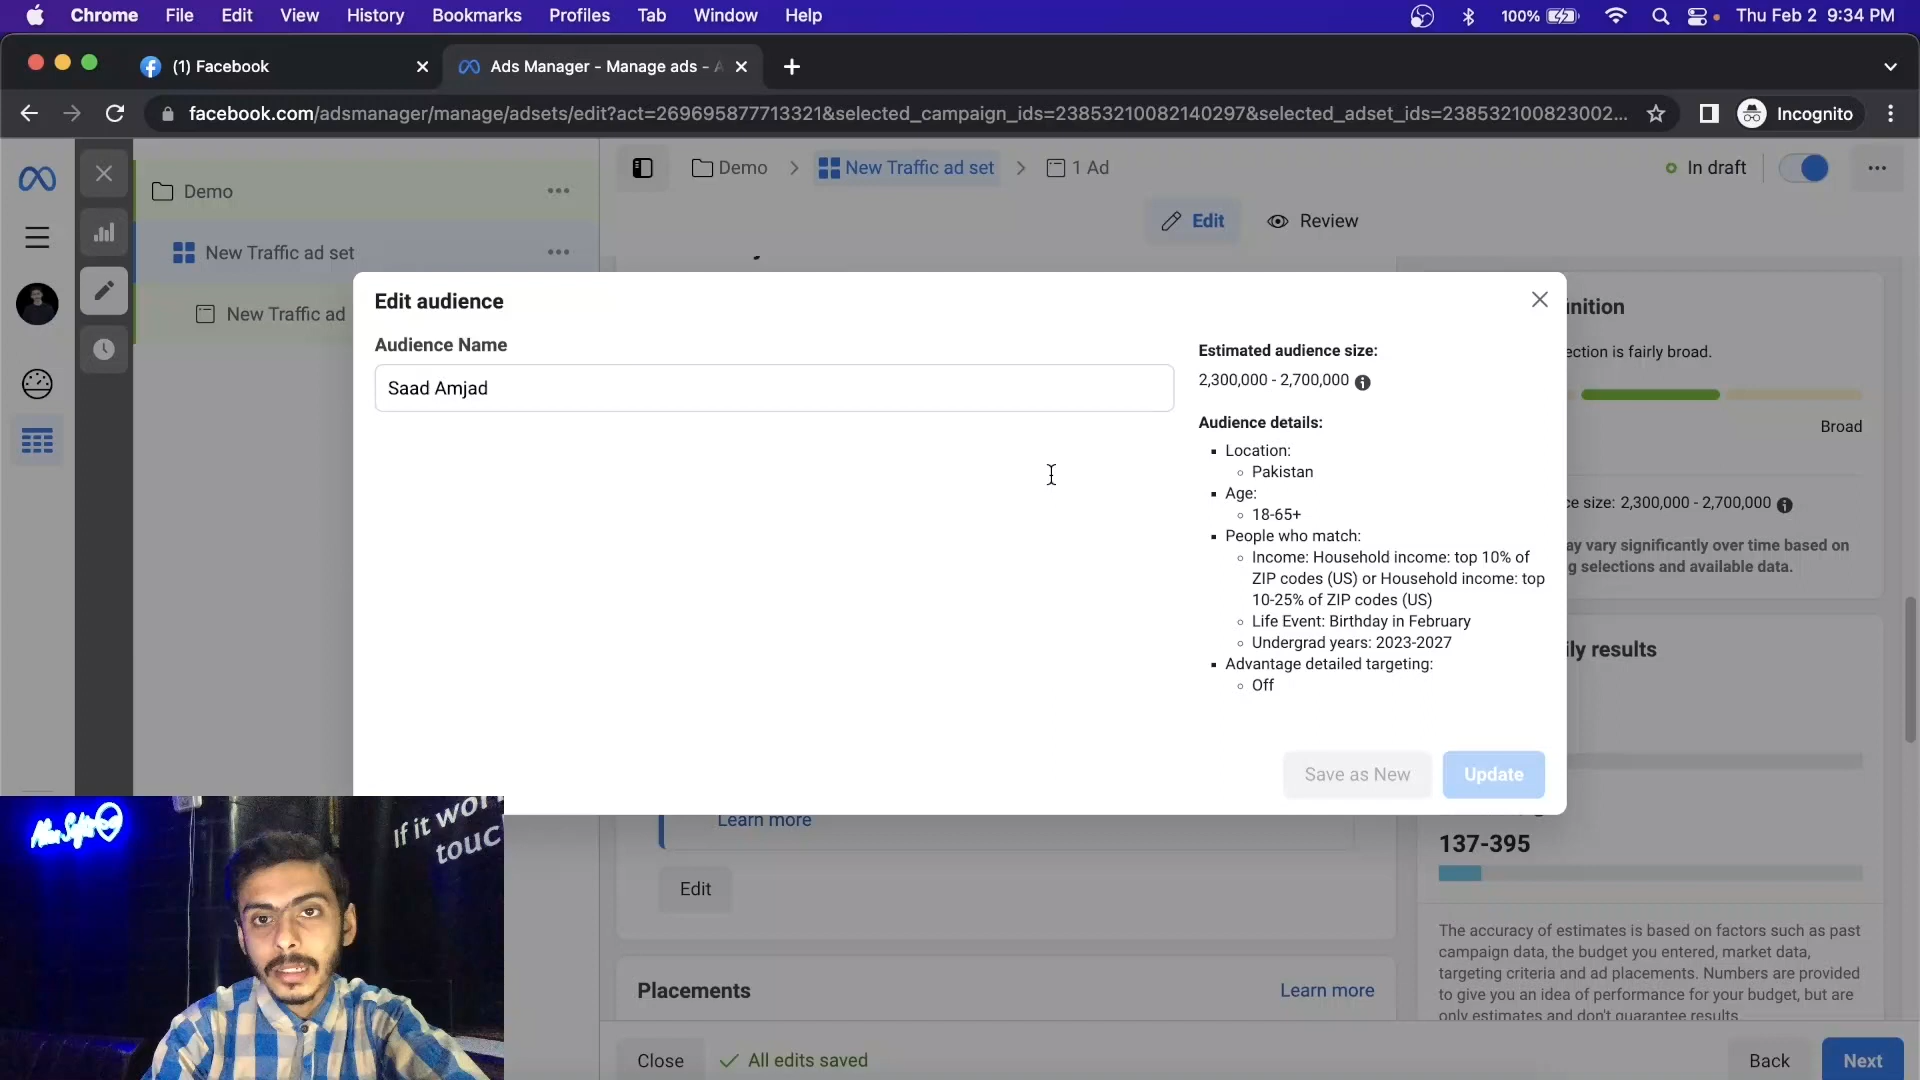 Chrome File Edit View History Bookmarks Profiles Tab Window Help 100% Thu Feb 2 9:34 PM
(1) Facebook
Ads Manager - Manage ads - A
facebook.com/adsmanager/manage/adsets/edit?act=269695877713321&selected_campaign_ids=23853210082140297&selected_adset_ids=238532100823002...
Incognito
Demo
New Traffic ad set
New Traffic ad
Demo > New Traffic ad set > 1 Ad
In draft
Edit
Review
Edit audience
Audience Name
Saad Amjad
Estimated audience size:
2,300,000 - 2,700,000
Audience details:
Location:
Pakistan
Age:
18-65+
People who match:
Income: Household income: top 10% of
ZIP codes (US) or Household income: top
10-25% of ZIP codes (US)
Life Event: Birthday in February
Undergrad years: 2023-2027
Advantage detailed targeting:
Off
Save as New
Update
nition
ection is fairly broad.
Broad
ce size: 2,300,000 - 2,700,000
ay vary significantly over time based on
g selections and available data.
ily results
137-395
The accuracy of estimates is based on factors such as past
campaign data, the budget you entered, market data,
targeting criteria and ad placements. Numbers are provided
to give you an idea of performance for your budget, but are
only estimates and don't guarantee results.
Learn more
Edit
Placements
Learn more
Close
All edits saved
Back
Next
If it wor
touc